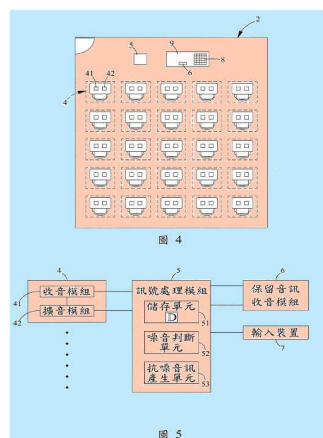 2
5
9
8
6
41 42
4
圖 4
4
5
6
41
收音模組
42
擴音模組
訊號處理模組
儲存單元
D
51
噪音判斷
單元
52
抗噪音訊
產生單元
53
保留音訊
收音模組
輸入裝置
7
圖 5